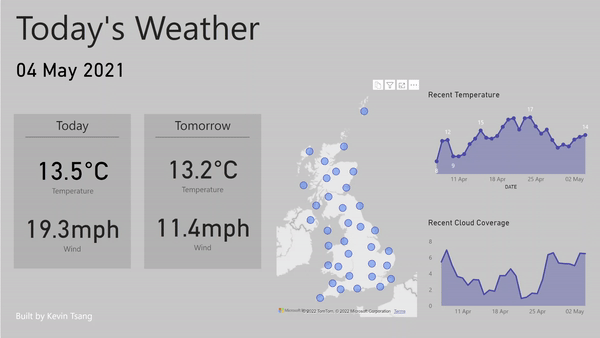 Today's Weather
04 May 2021
Today
13.5°C
Temperature
19.3mph
Wind
Tomorrow
13.2°C
Temperature
11.4mph
Wind
© 2022 TomTom, © 2022 Microsoft Corporation Terms
Recent Temperature
12
9
15
17
14
11 Apr 18 Apr 25 Apr 02 May
DATE
Recent Cloud Coverage
8
6
4
2
0
11 Apr 18 Apr 25 Apr 02 May
Built by Kevin Tsang